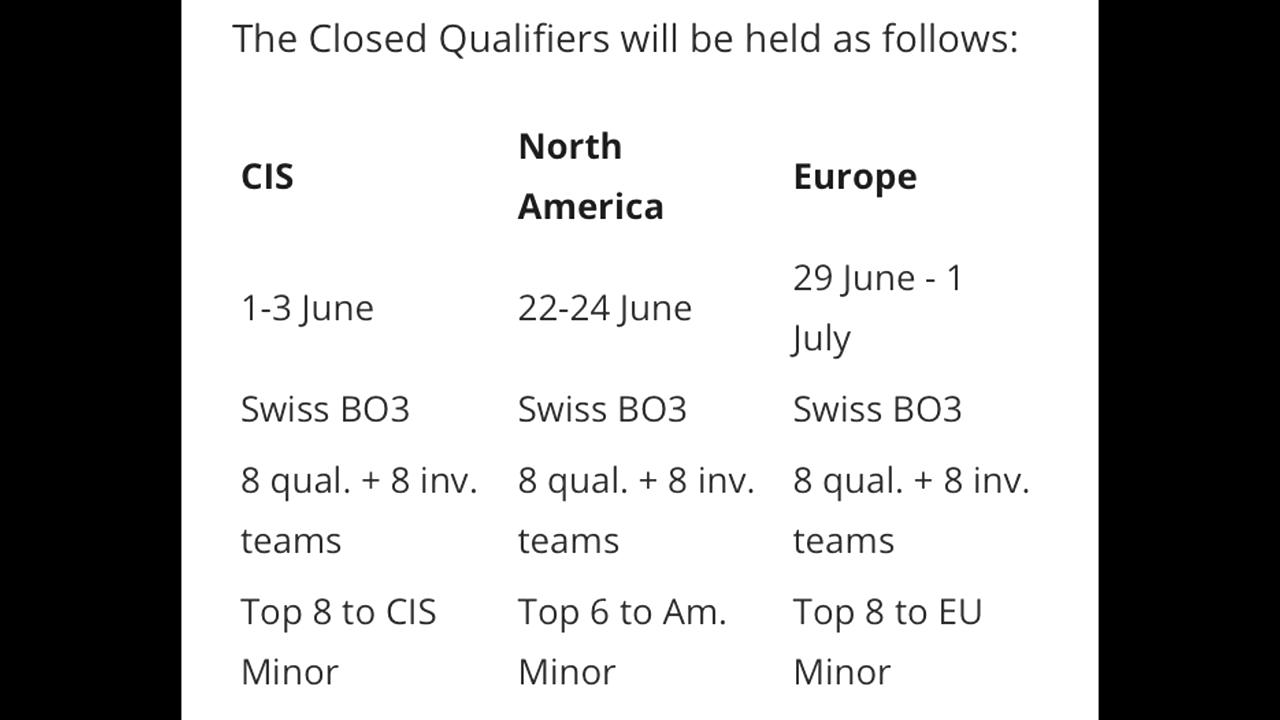 The Closed Qualifiers will be held as follows:
CIS
North
America
Europe
1-3 June
22-24 June
29 June - 1
July
Swiss BO3
Swiss BO3
Swiss BO3
8 qual. + 8 inv.
teams
8 qual. + 8 inv.
teams
8 qual. + 8 inv.
teams
Top 8 to CIS
Minor
Top 6 to Am.
Minor
Top 8 to EU
Minor